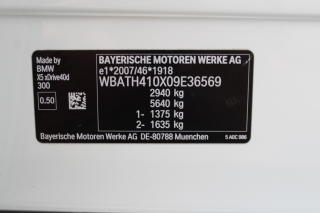 Made by
BMW
X5 xDrive40d
300
0.50
BAYERISCHE MOTOREN WERKE AG
e1*2007/46*1918
WBATH410X09E36569
2940 kg
5640 kg
1- 1375 kg
2- 1635 kg
Bayerische Motoren Werke AG DE-80788 Muenchen
5 ABC 986